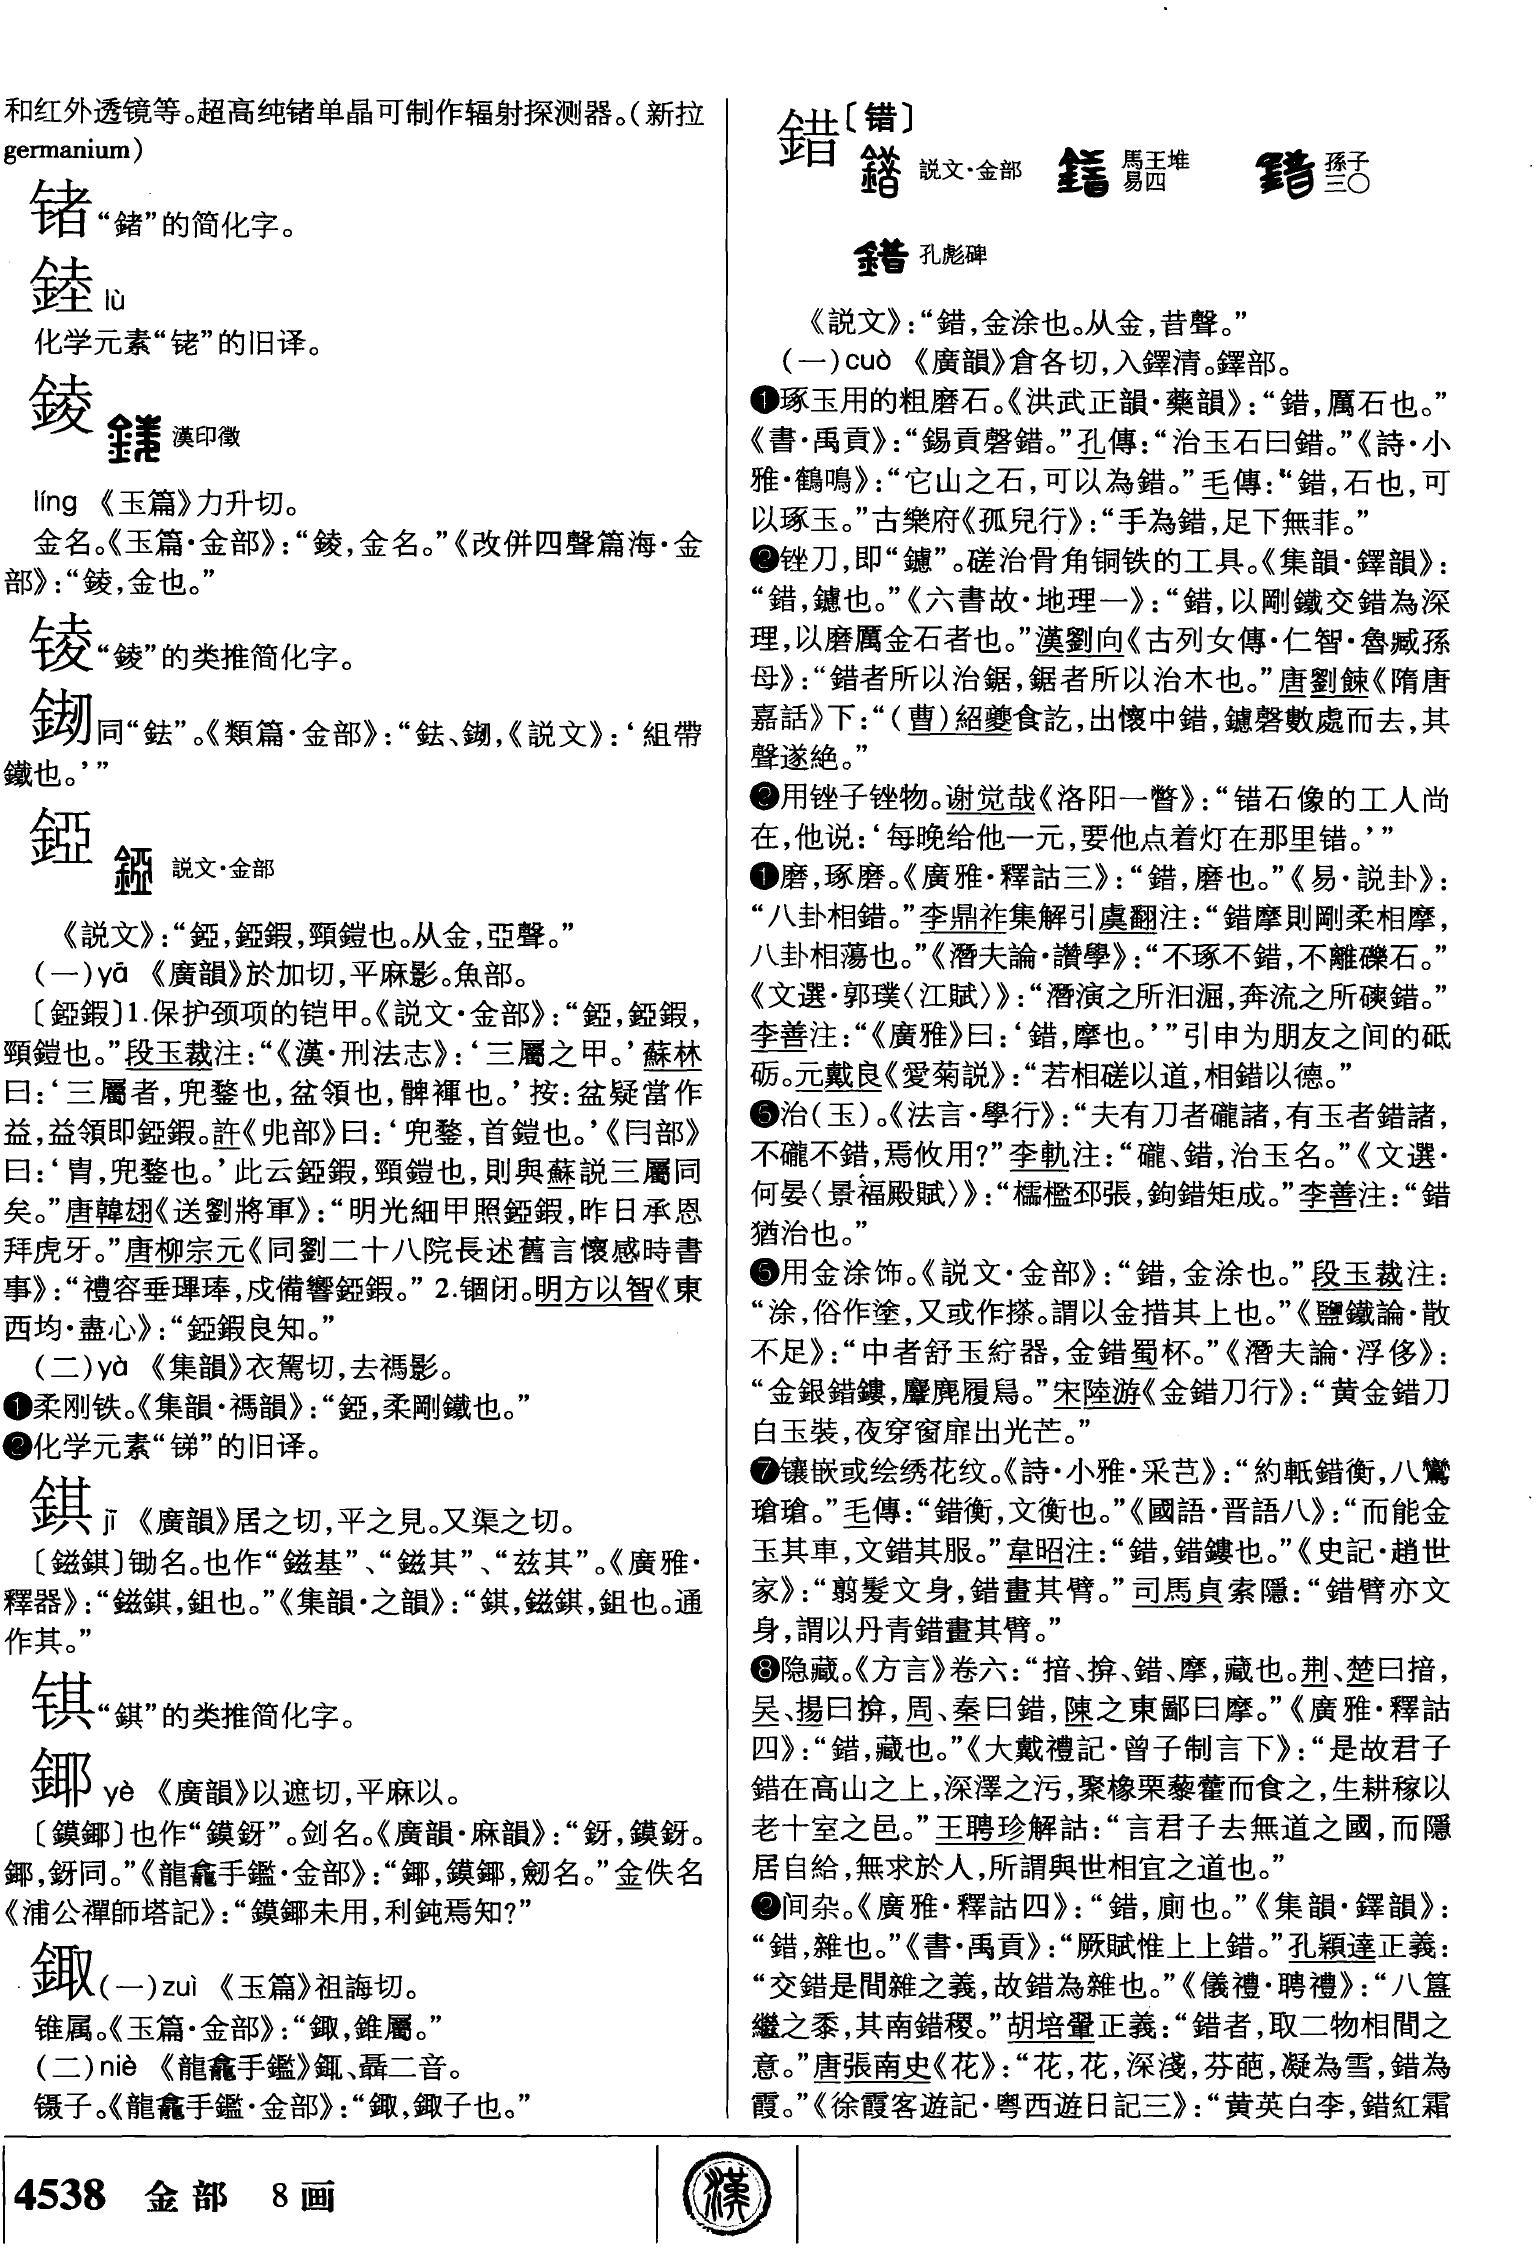 和红外透镜等。超高纯锗单晶可制作辐射探测器。(新拉
germanium)
锗“鍺”的简化字。
錴 lù
化学元素“铑”的旧译。
錂 漢印徵
líng 《玉篇》力升切。
金名。《玉篇·金部》:“錂,金名。”《改併四聲篇海·金
部》:“錂,金也。”
“錂”的类推简化字。
同“鉣”。《類篇·金部》:“鉣、,《説文》:‘組帶
鐵也。’”
錏 説文·金部
《説文》:“錏,錏鍜,頸鎧也。从金,亞聲。”
(一)yā 《廣韻》於加切,平麻影。魚部。
〔錏鍜〕1.保护颈项的铠甲。《説文·金部》:“錏,錏鍜,
頸鎧也。”段玉裁注:“《漢·刑法志》:‘三屬之甲。’蘇林
曰:‘三屬者,兜鍪也,盆領也,髀褌也。’按:盆疑當作
益,益領即錏鍜。許《兆部》曰:‘兜鍪,首鎧也。’《冃部》
曰:‘胄,兜鍪也。’此云錏鍜,頸鎧也,則與蘇説三屬同
矣。”唐韓翃《送劉將軍》:“明光細甲照錏鍜,昨日承恩
拜虎牙。”唐柳宗元《同劉二十八院長述舊言懷感時書
事》:“禮容垂琕琫,戍備響錏鍜。” 2.锢闭。明方以智《東
西均·盡心》:“錏鍜良知。”
(二)yà 《集韻》衣駕切,去禡影。
❶柔刚铁。《集韻·禡韻》:“錏,柔剛鐵也。”
❷化学元素“锑”的旧译。
錤 jī 《廣韻》居之切,平之見。又渠之切。
〔鎡錤〕锄名。也作“鎡基”、“鎡其”、“兹其”。《廣雅·
釋器》:“鎡錤,鉏也。”《集韻·之韻》:“錤,鎡錤,鉏也。通
作其。”
“錤”的类推简化字。
鎁 yè 《廣韻》以遮切,平麻以。
〔鏌鎁〕也作“鏌釾”。剑名。《廣韻·麻韻》:“釾,鏌釾。
鎁,釾同。”《龍龕手鑑·金部》:“鎁,鏌鎁,劒名。”金佚名
《浦公禪師塔記》:“鏌鎁未用,利鈍焉知?”
錣(一)zuì 《玉篇》祖誨切。
锥属。《玉篇·金部》:“,錐屬。”
(二)niè 《龍龕手鑑》輒、聶二音。
镊子。《龍龕手鑑·金部》:“,子也。”
錯〔错〕
説文·金部 馬王堆易四 孫子三〇
孔彪碑
《説文》:“錯,金涂也。从金,昔聲。”
(一)cuò 《廣韻》倉各切,入鐸清。鐸部。
❶琢玉用的粗磨石。《洪武正韻·藥韻》:“錯,厲石也。”
《書·禹貢》:“錫貢磬錯。”孔傳:“治玉石曰錯。”《詩·小
雅·鶴鳴》:“它山之石,可以為錯。”毛傳:“錯,石也,可
以琢玉。”古樂府《孤兒行》:“手為錯,足下無菲。”
❷锉刀,即“鑢”。磋治骨角铜铁的工具。《集韻·鐸韻》:
“錯,鑢也。”《六書故·地理一》:“錯,以剛鐵交錯為深
理,以磨厲金石者也。”漢劉向《古列女傳·仁智·魯臧孫
母》:“錯者所以治鋸,鋸者所以治木也。”唐劉餗《隋唐
嘉話》下:“(曹)紹夔食訖,出懷中錯,鑢磬數處而去,其
聲遂絶。”
❷用锉子锉物。谢觉哉《洛阳一瞥》:“错石像的工人尚
在,他说:‘每晚给他一元,要他点着灯在那里错。’”
❶磨,琢磨。《廣雅·釋詁三》:“錯,磨也。”《易·説卦》:
“八卦相錯。”李鼎祚集解引虞翻注:“錯摩則剛柔相摩,
八卦相蕩也。”《潛夫論·讚學》:“不琢不錯,不離礫石。”
《文選·郭璞〈江賦〉》:“潛演之所汩淈,奔流之所磢錯。”
李善注:“《廣雅》曰:‘錯,摩也。’”引申为朋友之间的砥
砺。元戴良《愛菊説》:“若相磋以道,相錯以德。”
❺治(玉)。《法言·學行》:“夫有刀者礲諸,有玉者錯諸,
不礲不錯,焉攸用?”李軌注:“礲、錯,治玉名。”《文選·
何晏〈景福殿賦〉》:“櫺檻邳張,鉤錯矩成。”李善注:“錯
猶治也。”
❺用金涂饰。《説文·金部》:“錯,金涂也。”段玉裁注:
“涂,俗作塗,又或作搽。謂以金措其上也。”《鹽鐵論·散
不足》:“中者舒玉紵器,金錯蜀杯。”《潛夫論·浮侈》:
“金銀錯鏤,麞麂履舄。”宋陸游《金錯刀行》:“黄金錯刀
白玉裝,夜穿窗扉出光芒。”
❼镶嵌或绘绣花纹。《詩·小雅·采芑》:“約軝錯衡,八鸞
瑲瑲。”毛傳:“錯衡,文衡也。”《國語·晋語八》:“而能金
玉其車,文錯其服。”韋昭注:“錯,錯鏤也。”《史記·趙世
家》:“翦髮文身,錯畫其臂。”司馬貞索隱:“錯臂亦文
身,謂以丹青錯畫其臂。”
❽隐藏。《方言》卷六:“揞、揜、錯、摩,藏也。荆、楚曰揞,
吴、揚曰揜,周、秦曰錯,陳之東鄙曰摩。”《廣雅·釋詁
四》:“錯,藏也。”《大戴禮記·曾子制言下》:“是故君子
錯在高山之上,深澤之污,聚橡栗藜藿而食之,生耕稼以
老十室之邑。”王聘珍解詁:“言君子去無道之國,而隱
居自給,無求於人,所謂與世相宜之道也。”
❷间杂。《廣雅·釋詁四》:“錯,廁也。”《集韻·鐸韻》:
“錯,雜也。”《書·禹貢》:“厥賦惟上上錯。”孔穎達正義:
“交錯是間雜之義,故錯為雜也。”《儀禮·聘禮》:“八簋
繼之黍,其南錯稷。”胡培翬正義:“錯者,取二物相間之
意。”唐張南史《花》:“花,花,深淺,芬葩,凝為雪,錯為
霞。”《徐霞客遊記·粤西遊日記三》:“黄英白李,錯紅霜
4538 金部 8画
漢